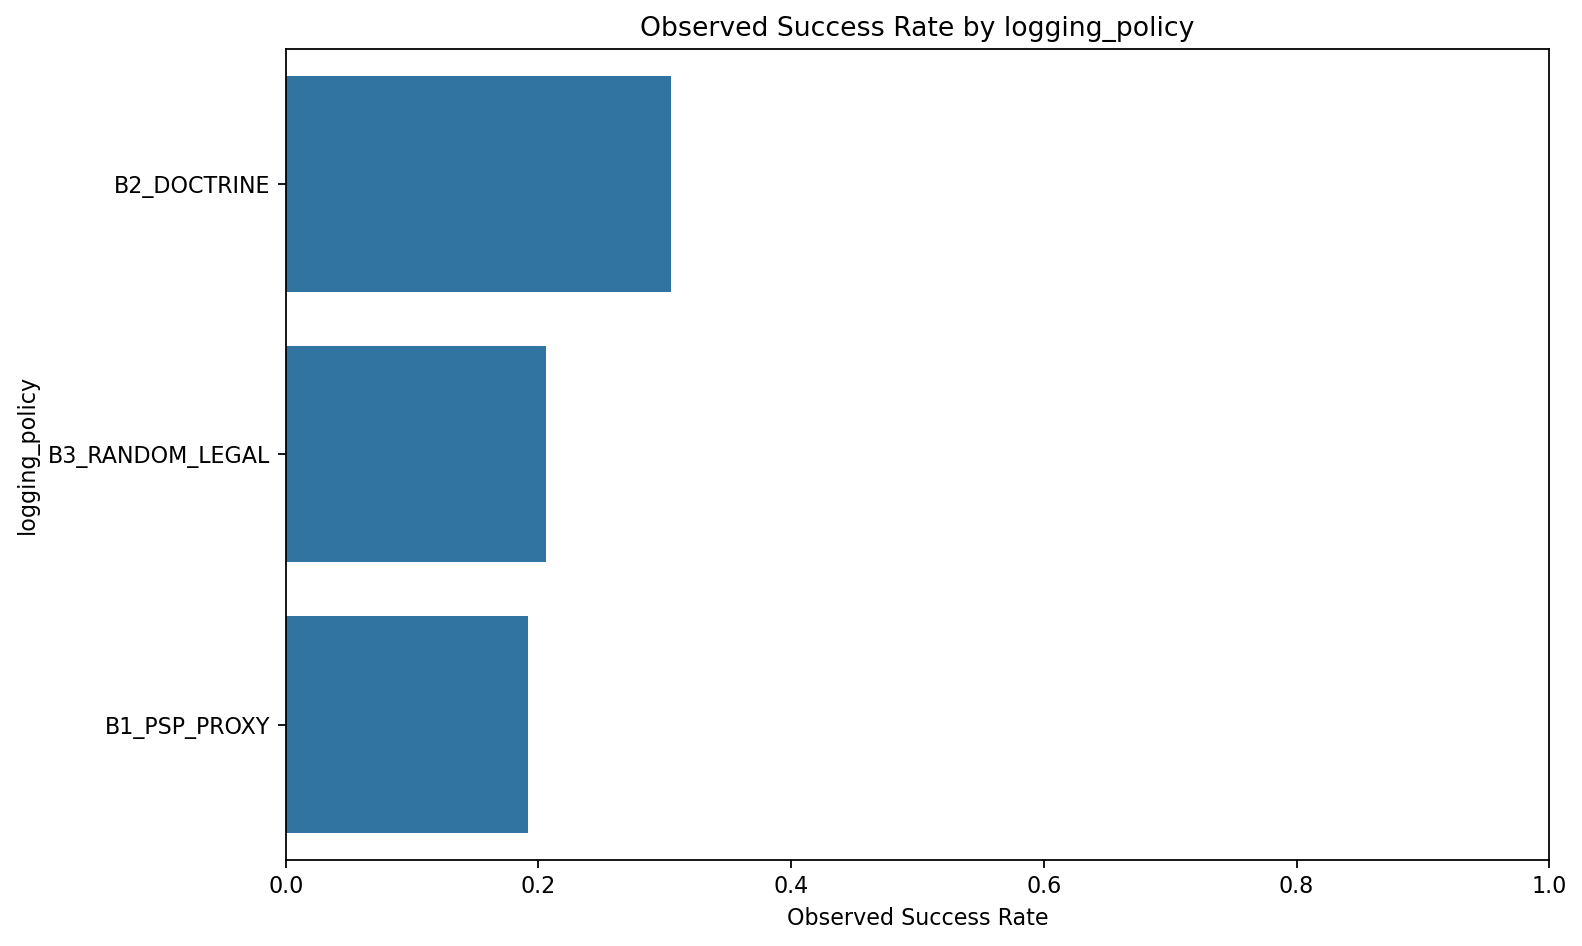 Observed Success Rate by logging_policy
logging_policy
B2_DOCTRINE
B3_RANDOM_LEGAL
B1_PSP_PROXY
0.0 0.2 0.4 0.6 0.8 1.0
Observed Success Rate